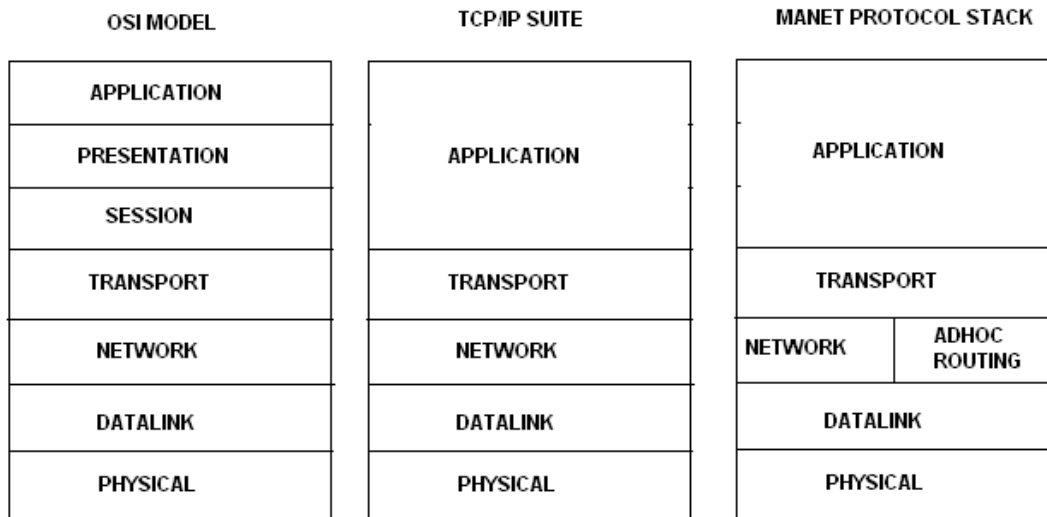 OSI MODEL
APPLICATION
PRESENTATION
SESSION
TRANSPORT
NETWORK
DATALINK
PHYSICAL
TCP/IP SUITE
APPLICATION
TRANSPORT
NETWORK
DATALINK
PHYSICAL
MANET PROTOCOL STACK
APPLICATION
TRANSPORT
NETWORK
ADHOC
ROUTING
DATALINK
PHYSICAL